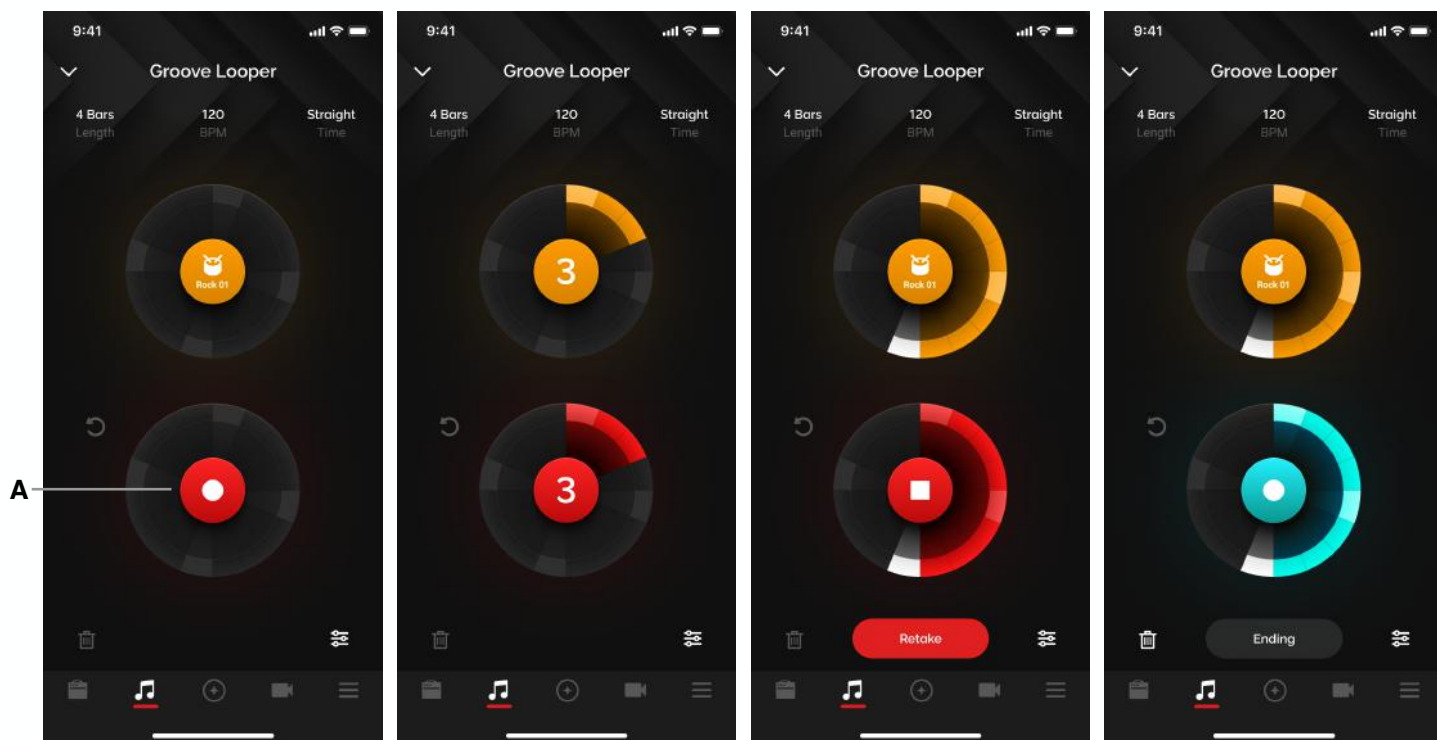 9:41 9:41 9:41 9:41
Groove Looper Groove Looper Groove Looper Groove Looper
4 Bars 120 Straight 4 Bars 120 Straight 4 Bars 120 Straight 4 Bars 120 Straight
Length BPM Time Length BPM Time Length BPM Time Length BPM Time
3
Rock 01 Rock 01 Rock 01
A 3
Retake Ending